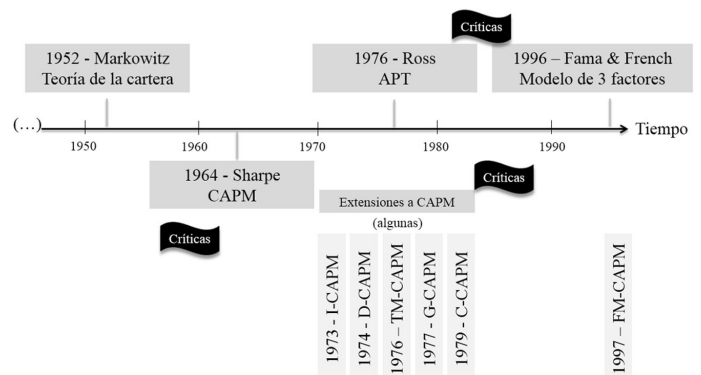 Críticas
1952 - Markowitz
Teoría de la cartera
1976 - Ross
APT
1996 – Fama & French
Modelo de 3 factores
(…)
Tiempo
1950
1960
1970
1980
1990
1964 - Sharpe
CAPM
Críticas
Extensiones a CAPM
(algunas)
Críticas
1973 - I-CAPM
1974 - D-CAPM
1976 – TM-CAPM
1977 - G-CAPM
1979 - C-CAPM
1997 – FM-CAPM